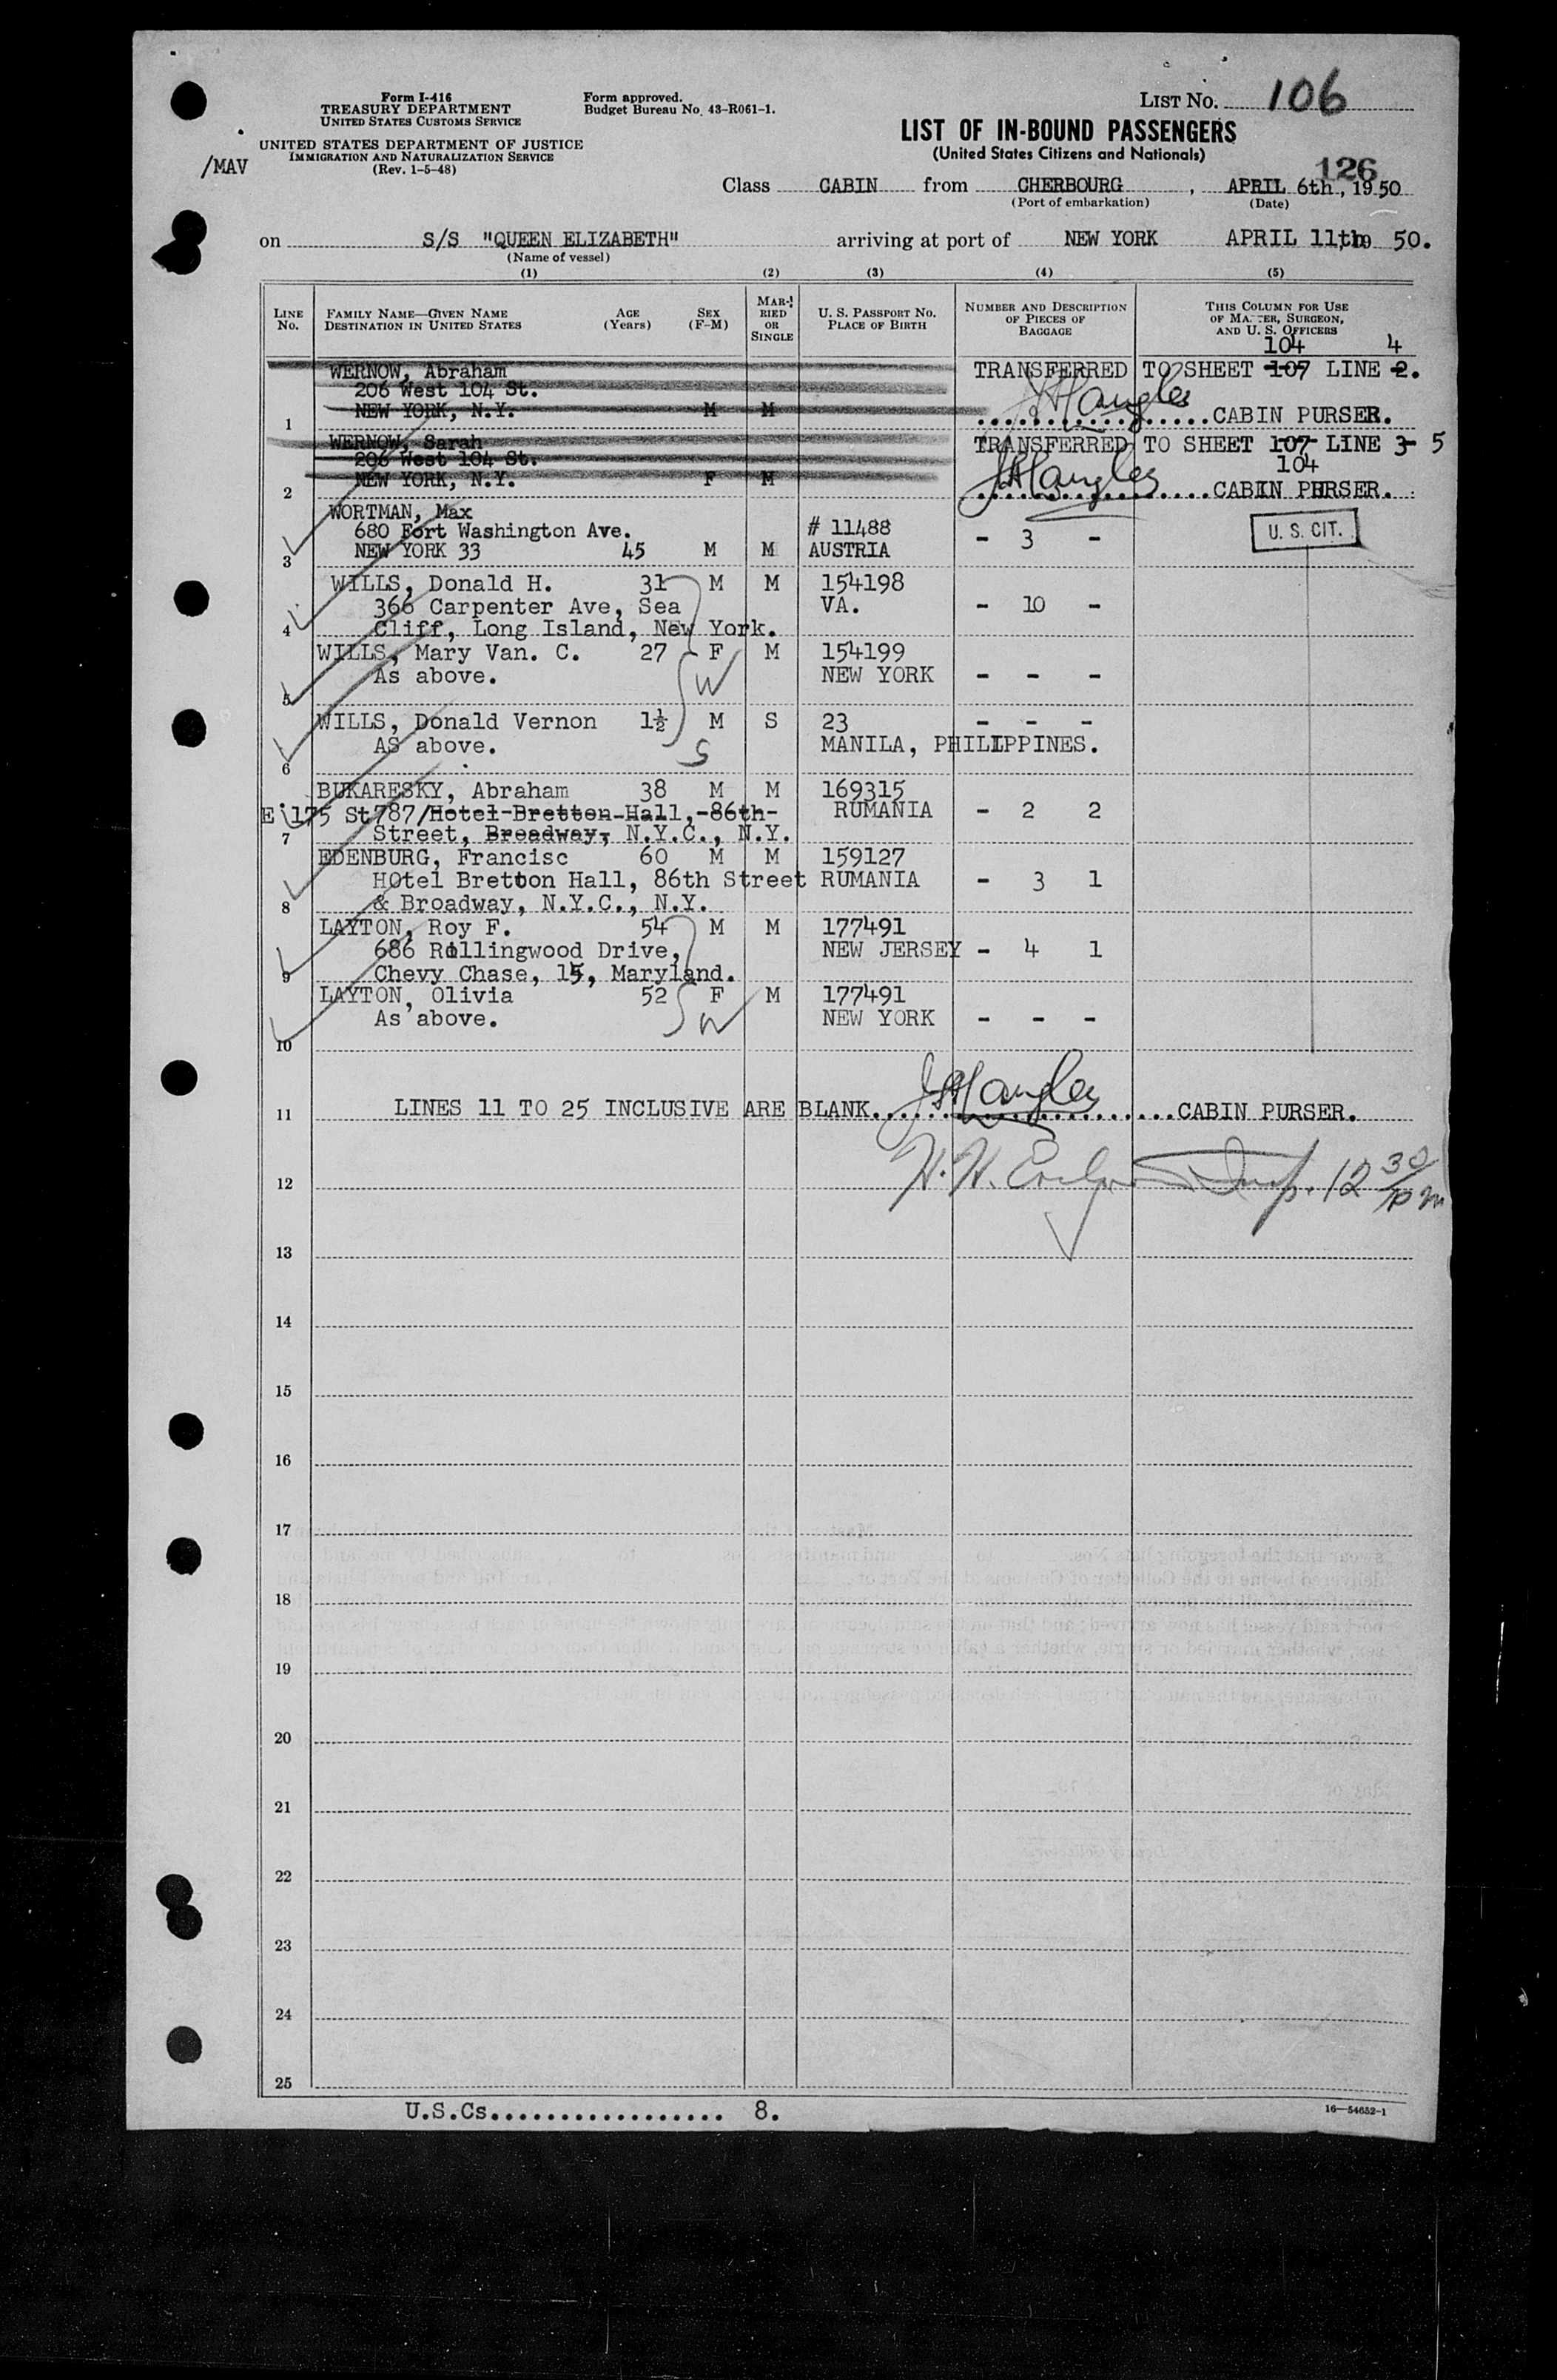 Form I-416
TREASURY DEPARTMENT
UNITED STATES CUSTOMS SERVICE
UNITED STATES DEPARTMENT OF JUSTICE
IMMIGRATION AND NATURALIZATION SERVICE
(Rev. 1-5-48)
/MAV
Form approved.
Budget Bureau No. 43-R061-1.
LIST NO. 106
LIST OF IN-BOUND PASSENGERS
(United States Citizens and Nationals)
126
Class CABIN from CHERBOURG, APRIL 6th, 1950
(Port of embarkation) (Date)
on S/S "QUEEN ELIZABETH" arriving at port of NEW YORK APRIL 11th 50.
(Name of vessel)
(1) (2) (3) (4) (5)
LINE NO. FAMILY NAME—GIVEN NAME DESTINATION IN UNITED STATES AGE (Years) SEX (F-M) MARRIED OR SINGLE U. S. PASSPORT NO. PLACE OF BIRTH NUMBER AND DESCRIPTION OF PIECES OF BAGGAGE THIS COLUMN FOR USE OF MASTER, SURGEON, AND U. S. OFFICERS
104 4
WERNOW, Abraham TRANSFERRED TO SHEET 107 LINE 2.
206 West 104 St.
1 NEW YORK, N.Y. M M ..........CABIN PURSER.
WERNOW, Sarah TRANSFERRED TO SHEET 107 LINE 3 5
206 West 104 St. 104
2 NEW YORK, N.Y. F M ..........CABIN PURSER.
WORTMAN, Max
680 Fort Washington Ave. # 11488 - 3 - U. S. CIT.
3 NEW YORK 33 45 M M AUSTRIA
WILLS, Donald H. 31 M M 154198
366 Carpenter Ave, Sea VA. - 10 -
4 Cliff, Long Island, New York.
WILLS, Mary Van. C. 27 F M 154199
As above. W NEW YORK - - -
5
WILLS, Donald Vernon 1½ M S 23 - - -
AS above. S MANILA, PHILIPPINES.
6
BUKARESKY, Abraham 38 M M 169315
E 175 St 787/Hotel-Bretton-Hall,-86th- RUMANIA - 2 2
7 Street, Broadway, N.Y.C., N.Y.
EDENBURG, Francisc 60 M M 159127
HOtel Bretton Hall, 86th Street RUMANIA - 3 1
8 & Broadway, N.Y.C., N.Y.
LAYTON, Roy F. 54 M M 177491
686 Rollingwood Drive, NEW JERSEY - 4 1
9 Chevy Chase, 15, Maryland.
LAYTON, Olivia 52 F M 177491
As above. W NEW YORK - - -
10
11 LINES 11 TO 25 INCLUSIVE ARE BLANK..........CABIN PURSER.
12 Insp. 12 30/pm
13
14
15
16
17
18
19
20
21
22
23
24
25
U.S.Cs.................. 8.
16—54652-1